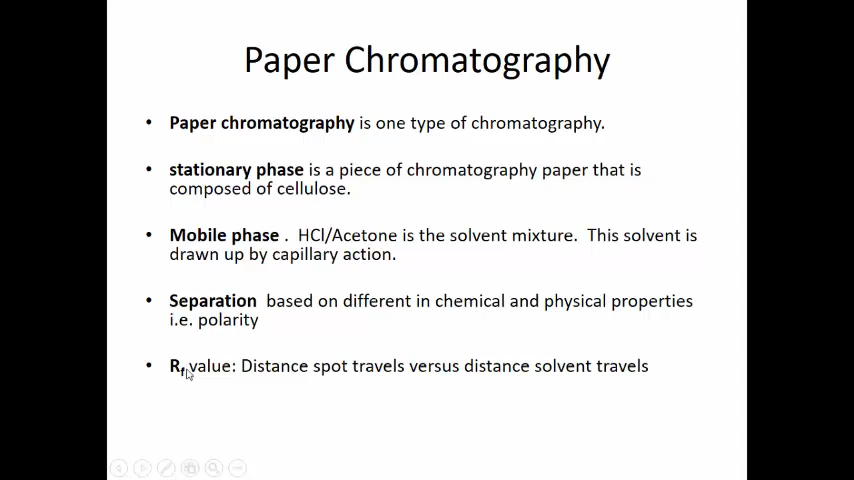 Paper Chromatography
• Paper chromatography is one type of chromatography.
• stationary phase is a piece of chromatography paper that is
composed of cellulose.
• Mobile phase . HCl/Acetone is the solvent mixture. This solvent is
drawn up by capillary action.
• Separation based on different in chemical and physical properties
i.e. polarity
• Rf value: Distance spot travels versus distance solvent travels